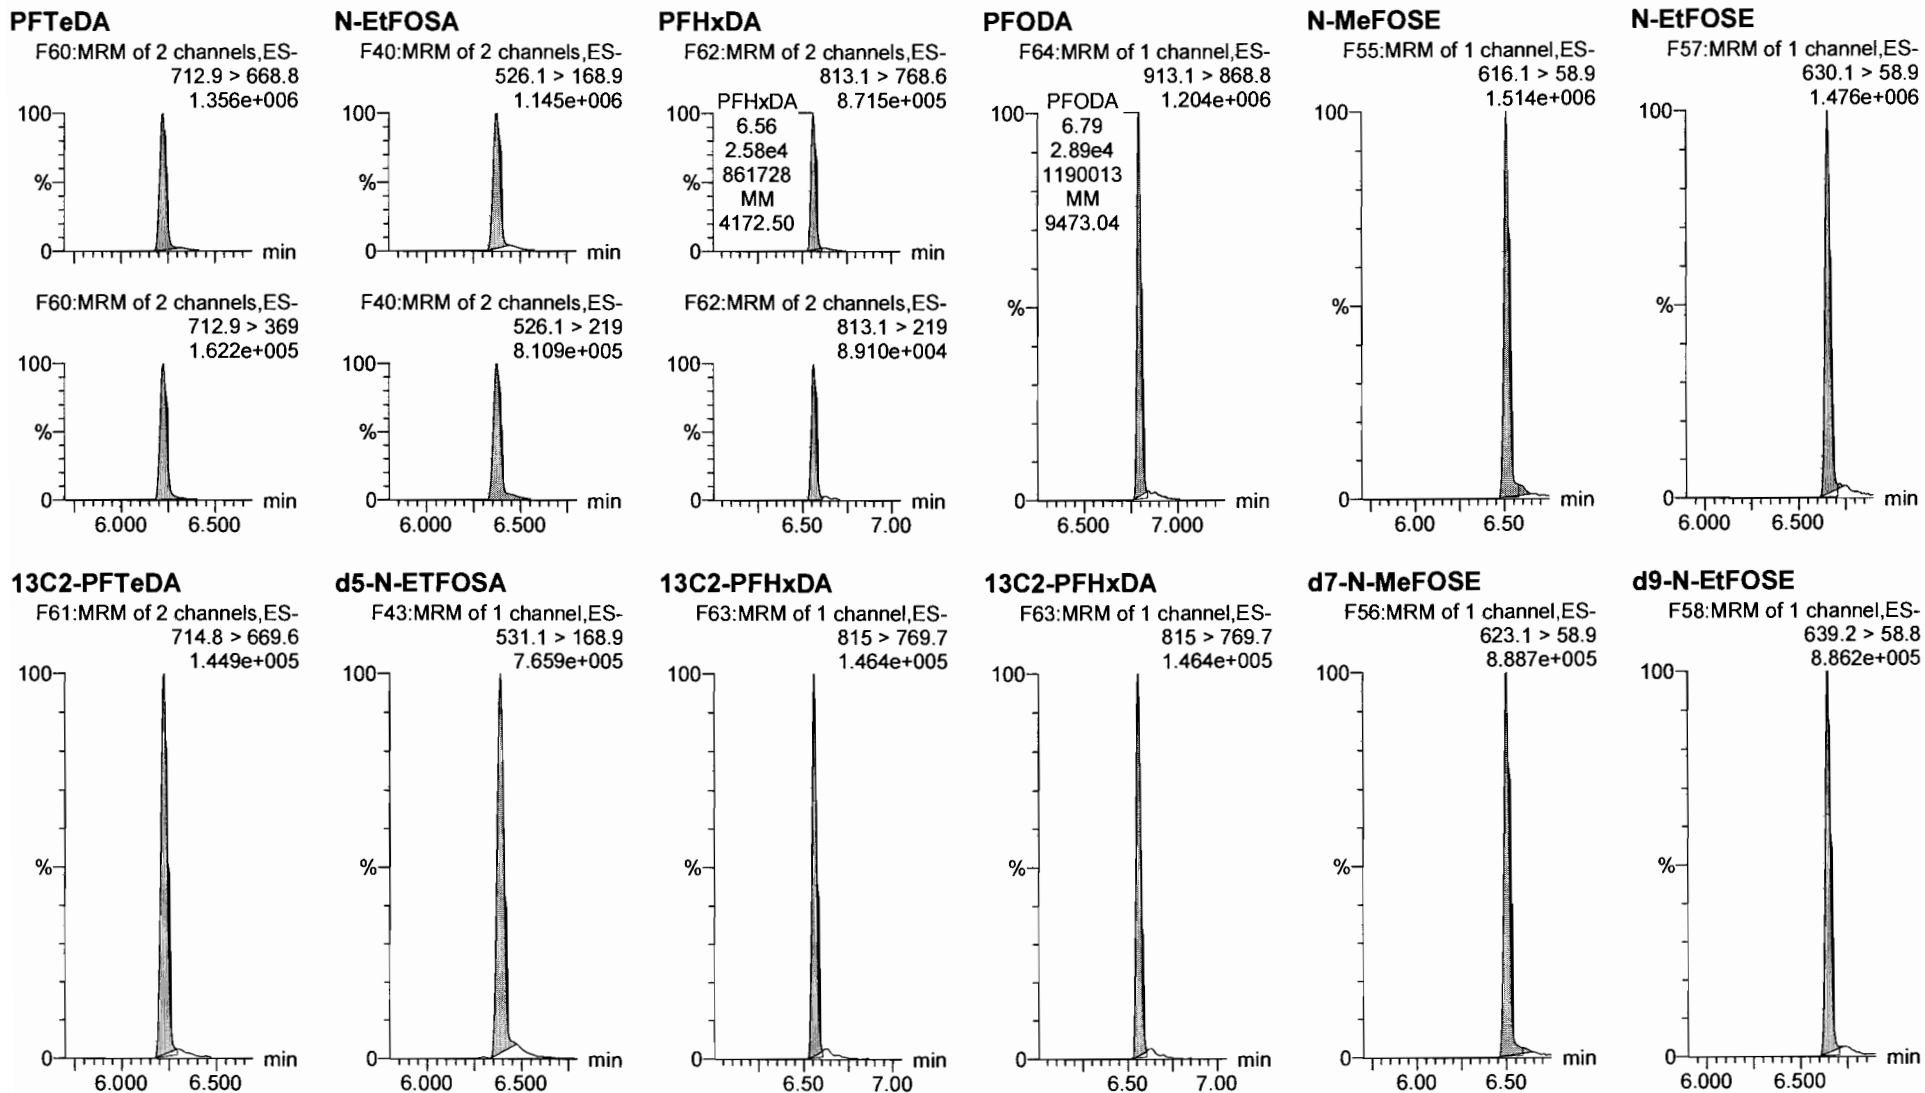 PFTeDA
F60:MRM of 2 channels,ES-
712.9 > 668.8
1.356e+006
100
%
0
min
F60:MRM of 2 channels,ES-
712.9 > 369
1.622e+005
100
%
0
min
6.000 6.500
N-EtFOSA
F40:MRM of 2 channels,ES-
526.1 > 168.9
1.145e+006
100
%
0
min
F40:MRM of 2 channels,ES-
526.1 > 219
8.109e+005
100
%
0
min
6.000 6.500
PFHxDA
F62:MRM of 2 channels,ES-
813.1 > 768.6
8.715e+005
PFHxDA
6.56
2.58e4
861728
MM
4172.50
100
%
0
min
F62:MRM of 2 channels,ES-
813.1 > 219
8.910e+004
100
%
0
min
6.50 7.00
PFODA
F64:MRM of 1 channel,ES-
913.1 > 868.8
1.204e+006
PFODA
6.79
2.89e4
1190013
MM
9473.04
100
%
0
min
6.500 7.000
N-MeFOSE
F55:MRM of 1 channel,ES-
616.1 > 58.9
1.514e+006
100
%
0
min
6.00 6.50
N-EtFOSE
F57:MRM of 1 channel,ES-
630.1 > 58.9
1.476e+006
100
%
0
min
6.000 6.500
13C2-PFTeDA
F61:MRM of 2 channels,ES-
714.8 > 669.6
1.449e+005
100
%
0
min
6.000 6.500
d5-N-ETFOSA
F43:MRM of 1 channel,ES-
531.1 > 168.9
7.659e+005
100
%
0
min
6.000 6.500
13C2-PFHxDA
F63:MRM of 1 channel,ES-
815 > 769.7
1.464e+005
100
%
0
min
6.50 7.00
13C2-PFHxDA
F63:MRM of 1 channel,ES-
815 > 769.7
1.464e+005
100
%
0
min
6.50 7.00
d7-N-MeFOSE
F56:MRM of 1 channel,ES-
623.1 > 58.9
8.887e+005
100
%
0
min
6.00 6.50
d9-N-EtFOSE
F58:MRM of 1 channel,ES-
639.2 > 58.8
8.862e+005
100
%
0
min
6.000 6.500